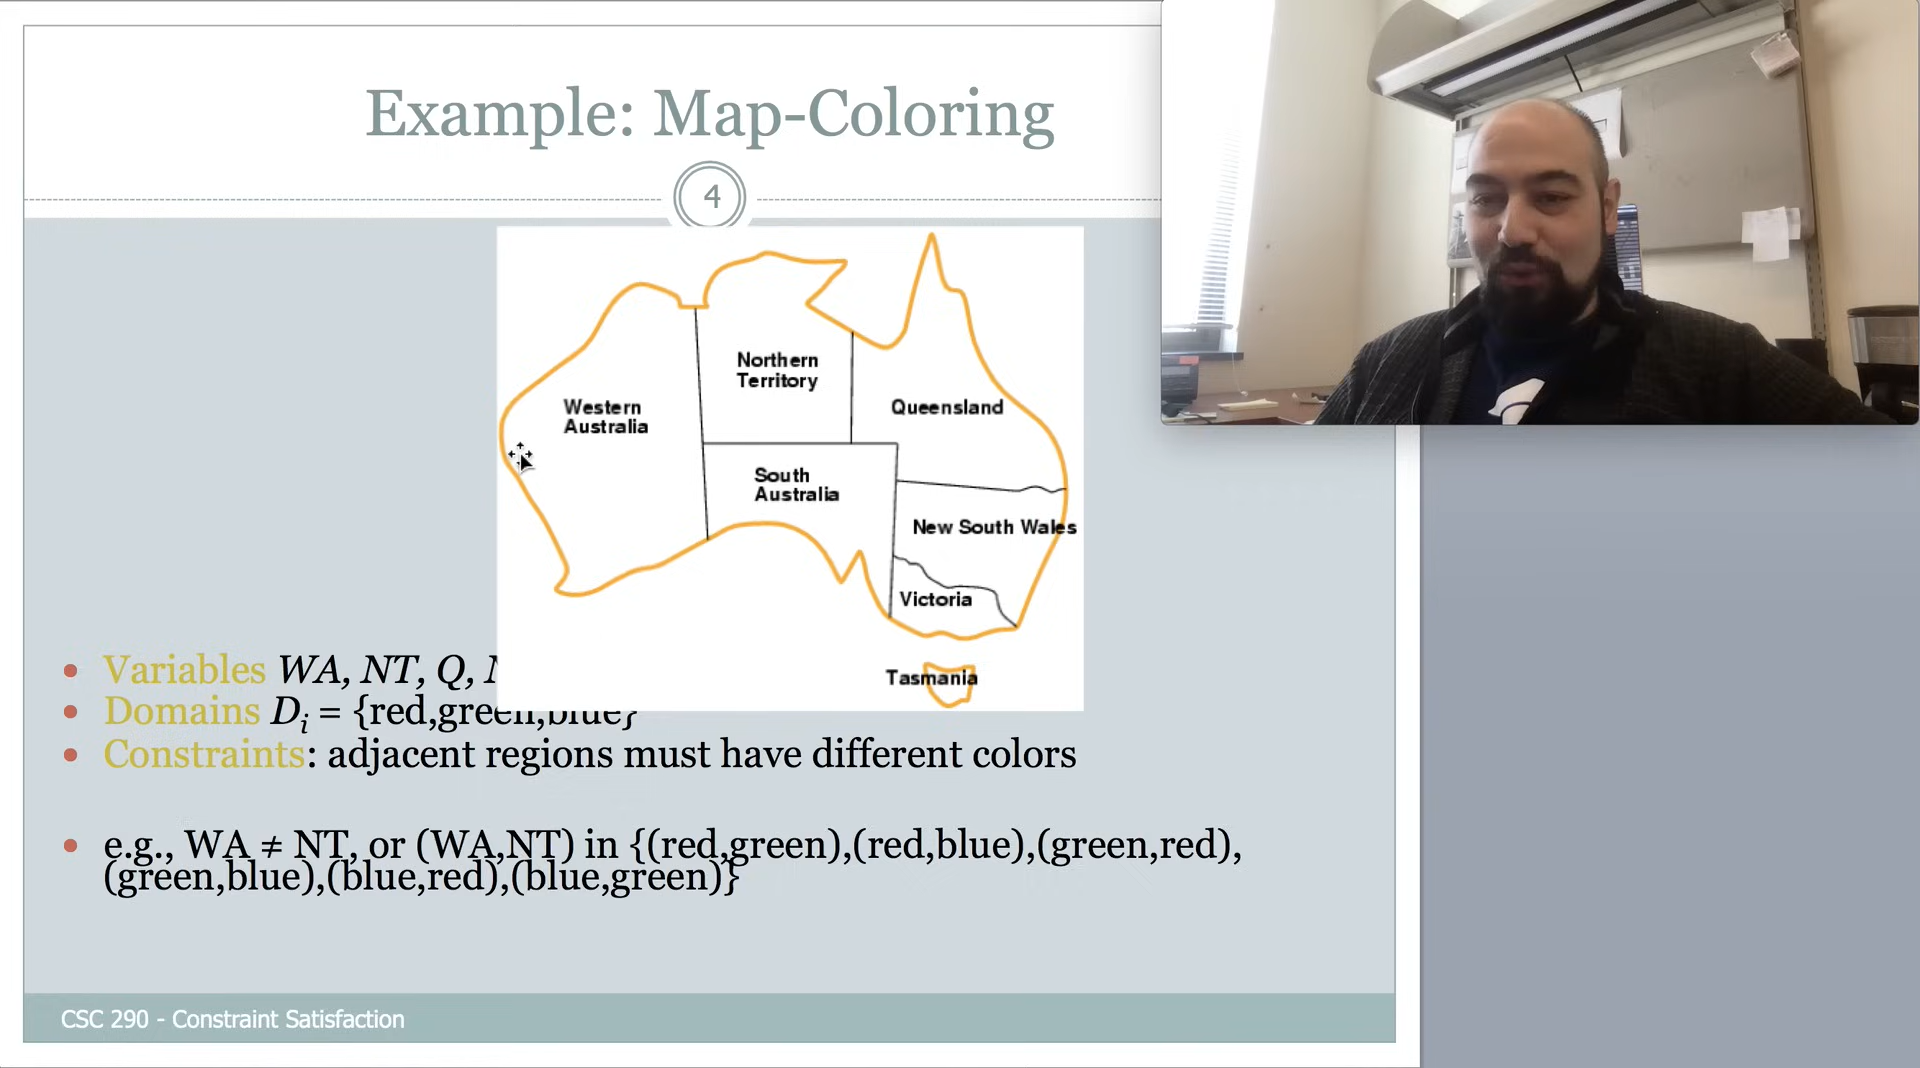 Example: Map-Coloring
4
Northern
Territory
Western
Australia
Queensland
South
Australia
New South Wales
Victoria
Tasmania
Variables WA, NT, Q,
Domains Di = {red,green,blue}
Constraints: adjacent regions must have different colors
e.g., WA ≠ NT, or (WA,NT) in {(red,green),(red,blue),(green,red),
(green,blue),(blue,red),(blue,green)}
CSC 290 - Constraint Satisfaction